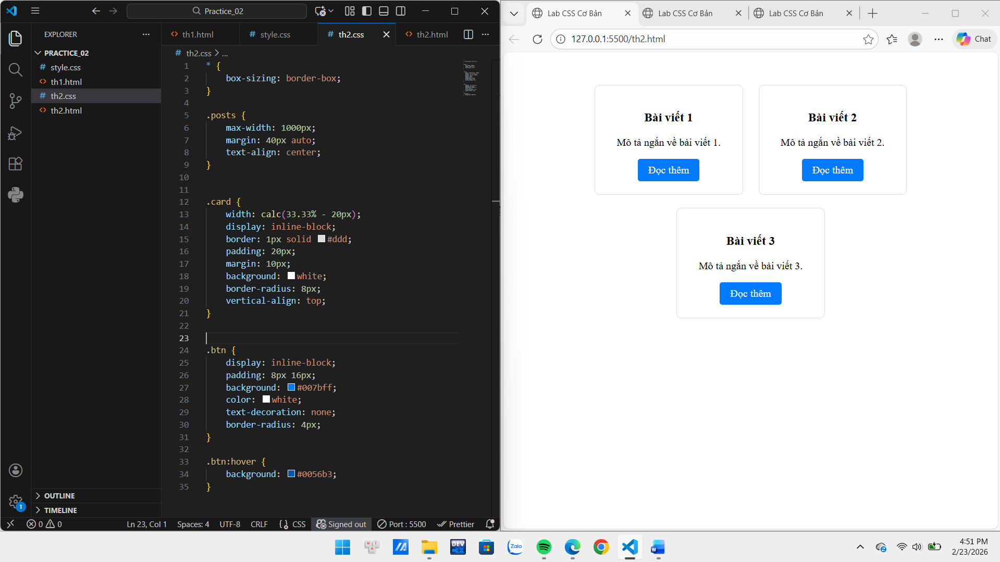 Practice_02
EXPLORER
PRACTICE_02
style.css
th1.html
th2.css
th2.html
OUTLINE
TIMELINE
th1.html
style.css
th2.css
th2.html
th2.css > ...
1 * {
2 box-sizing: border-box;
3 }
4
5 .posts {
6 max-width: 1000px;
7 margin: 40px auto;
8 text-align: center;
9 }
10
11
12 .card {
13 width: calc(33.33% - 20px);
14 display: inline-block;
15 border: 1px solid #ddd;
16 padding: 20px;
17 margin: 10px;
18 background: white;
19 border-radius: 8px;
20 vertical-align: top;
21 }
22
23
24 .btn {
25 display: inline-block;
26 padding: 8px 16px;
27 background: #007bff;
28 color: white;
29 text-decoration: none;
30 border-radius: 4px;
31 }
32
33 .btn:hover {
34 background: #0056b3;
35 }
1
0 0
Ln 23, Col 1
Spaces: 4
UTF-8
CRLF
{} CSS
Signed out
Port : 5500
Prettier
Lab CSS Cơ Bản
Lab CSS Cơ Bản
Lab CSS Cơ Bản
127.0.0.1:5500/th2.html
Chat
Bài viết 1
Mô tả ngắn về bài viết 1.
Đọc thêm
Bài viết 2
Mô tả ngắn về bài viết 2.
Đọc thêm
Bài viết 3
Mô tả ngắn về bài viết 3.
Đọc thêm
DEV C++
Zalo
W
4:51 PM
2/23/2026